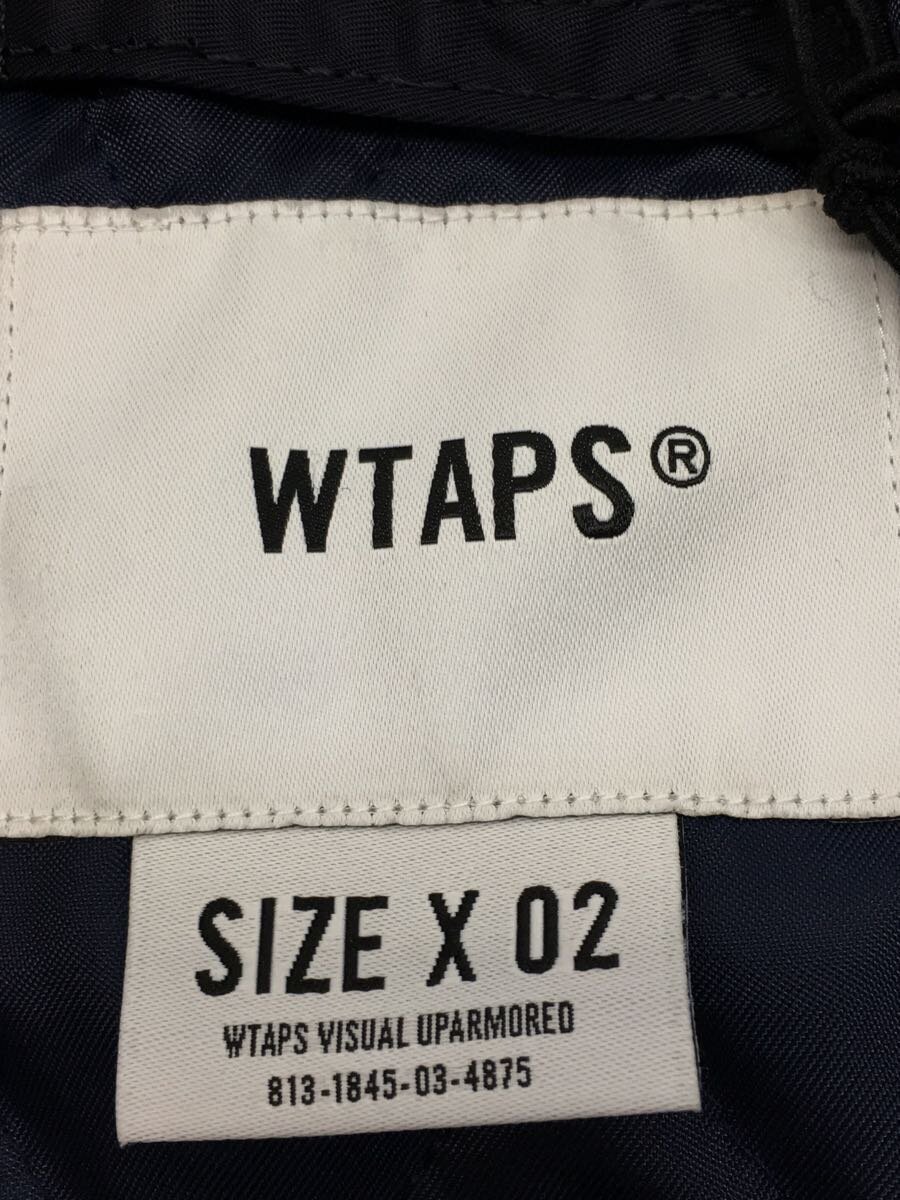 WTAPS®
SIZE X 02
WTAPS VISUAL UPARMORED
813-1845-03-4875